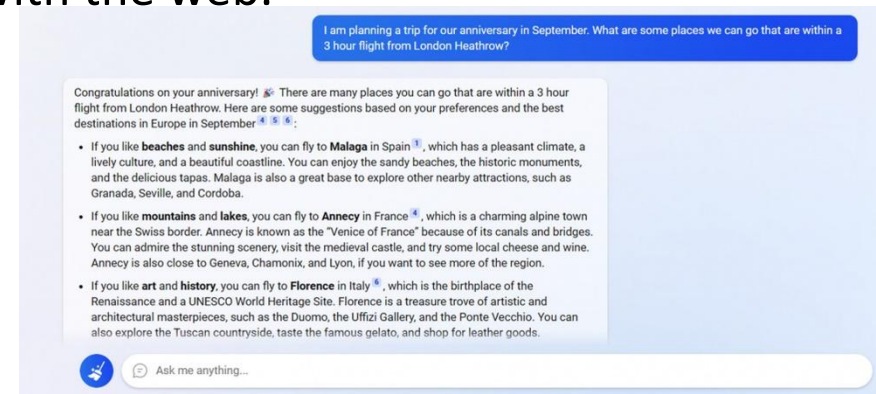 with the web.
I am planning a trip for our anniversary in September. What are some places we can go that are within a
3 hour flight from London Heathrow?
Congratulations on your anniversary! 🎉 There are many places you can go that are within a 3 hour
flight from London Heathrow. Here are some suggestions based on your preferences and the best
destinations in Europe in September 4 5 6 :
• If you like beaches and sunshine, you can fly to Malaga in Spain 1 , which has a pleasant climate, a
lively culture, and a beautiful coastline. You can enjoy the sandy beaches, the historic monuments,
and the delicious tapas. Malaga is also a great base to explore other nearby attractions, such as
Granada, Seville, and Cordoba.
• If you like mountains and lakes, you can fly to Annecy in France 4 , which is a charming alpine town
near the Swiss border. Annecy is known as the "Venice of France" because of its canals and bridges.
You can admire the stunning scenery, visit the medieval castle, and try some local cheese and wine.
Annecy is also close to Geneva, Chamonix, and Lyon, if you want to see more of the region.
• If you like art and history, you can fly to Florence in Italy 6 , which is the birthplace of the
Renaissance and a UNESCO World Heritage Site. Florence is a treasure trove of artistic and
architectural masterpieces, such as the Duomo, the Uffizi Gallery, and the Ponte Vecchio. You can
also explore the Tuscan countryside, taste the famous gelato, and shop for leather goods.
Ask me anything...